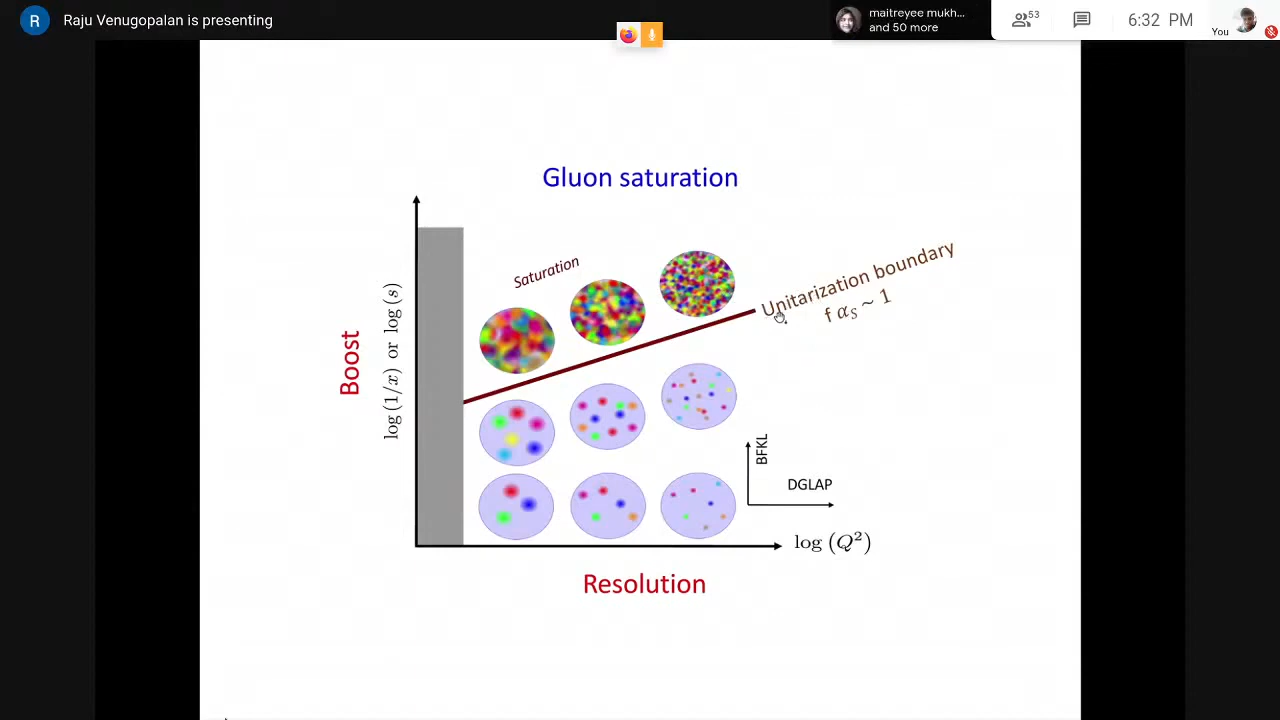 R
Raju Venugopalan is presenting
maitreyee mukh...
and 50 more
53
6:32 PM
You
Gluon saturation
Saturation
Unitarization boundary
f αS ~ 1
Boost
log (1/x) or log (s)
BFKL
DGLAP
log (Q²)
Resolution